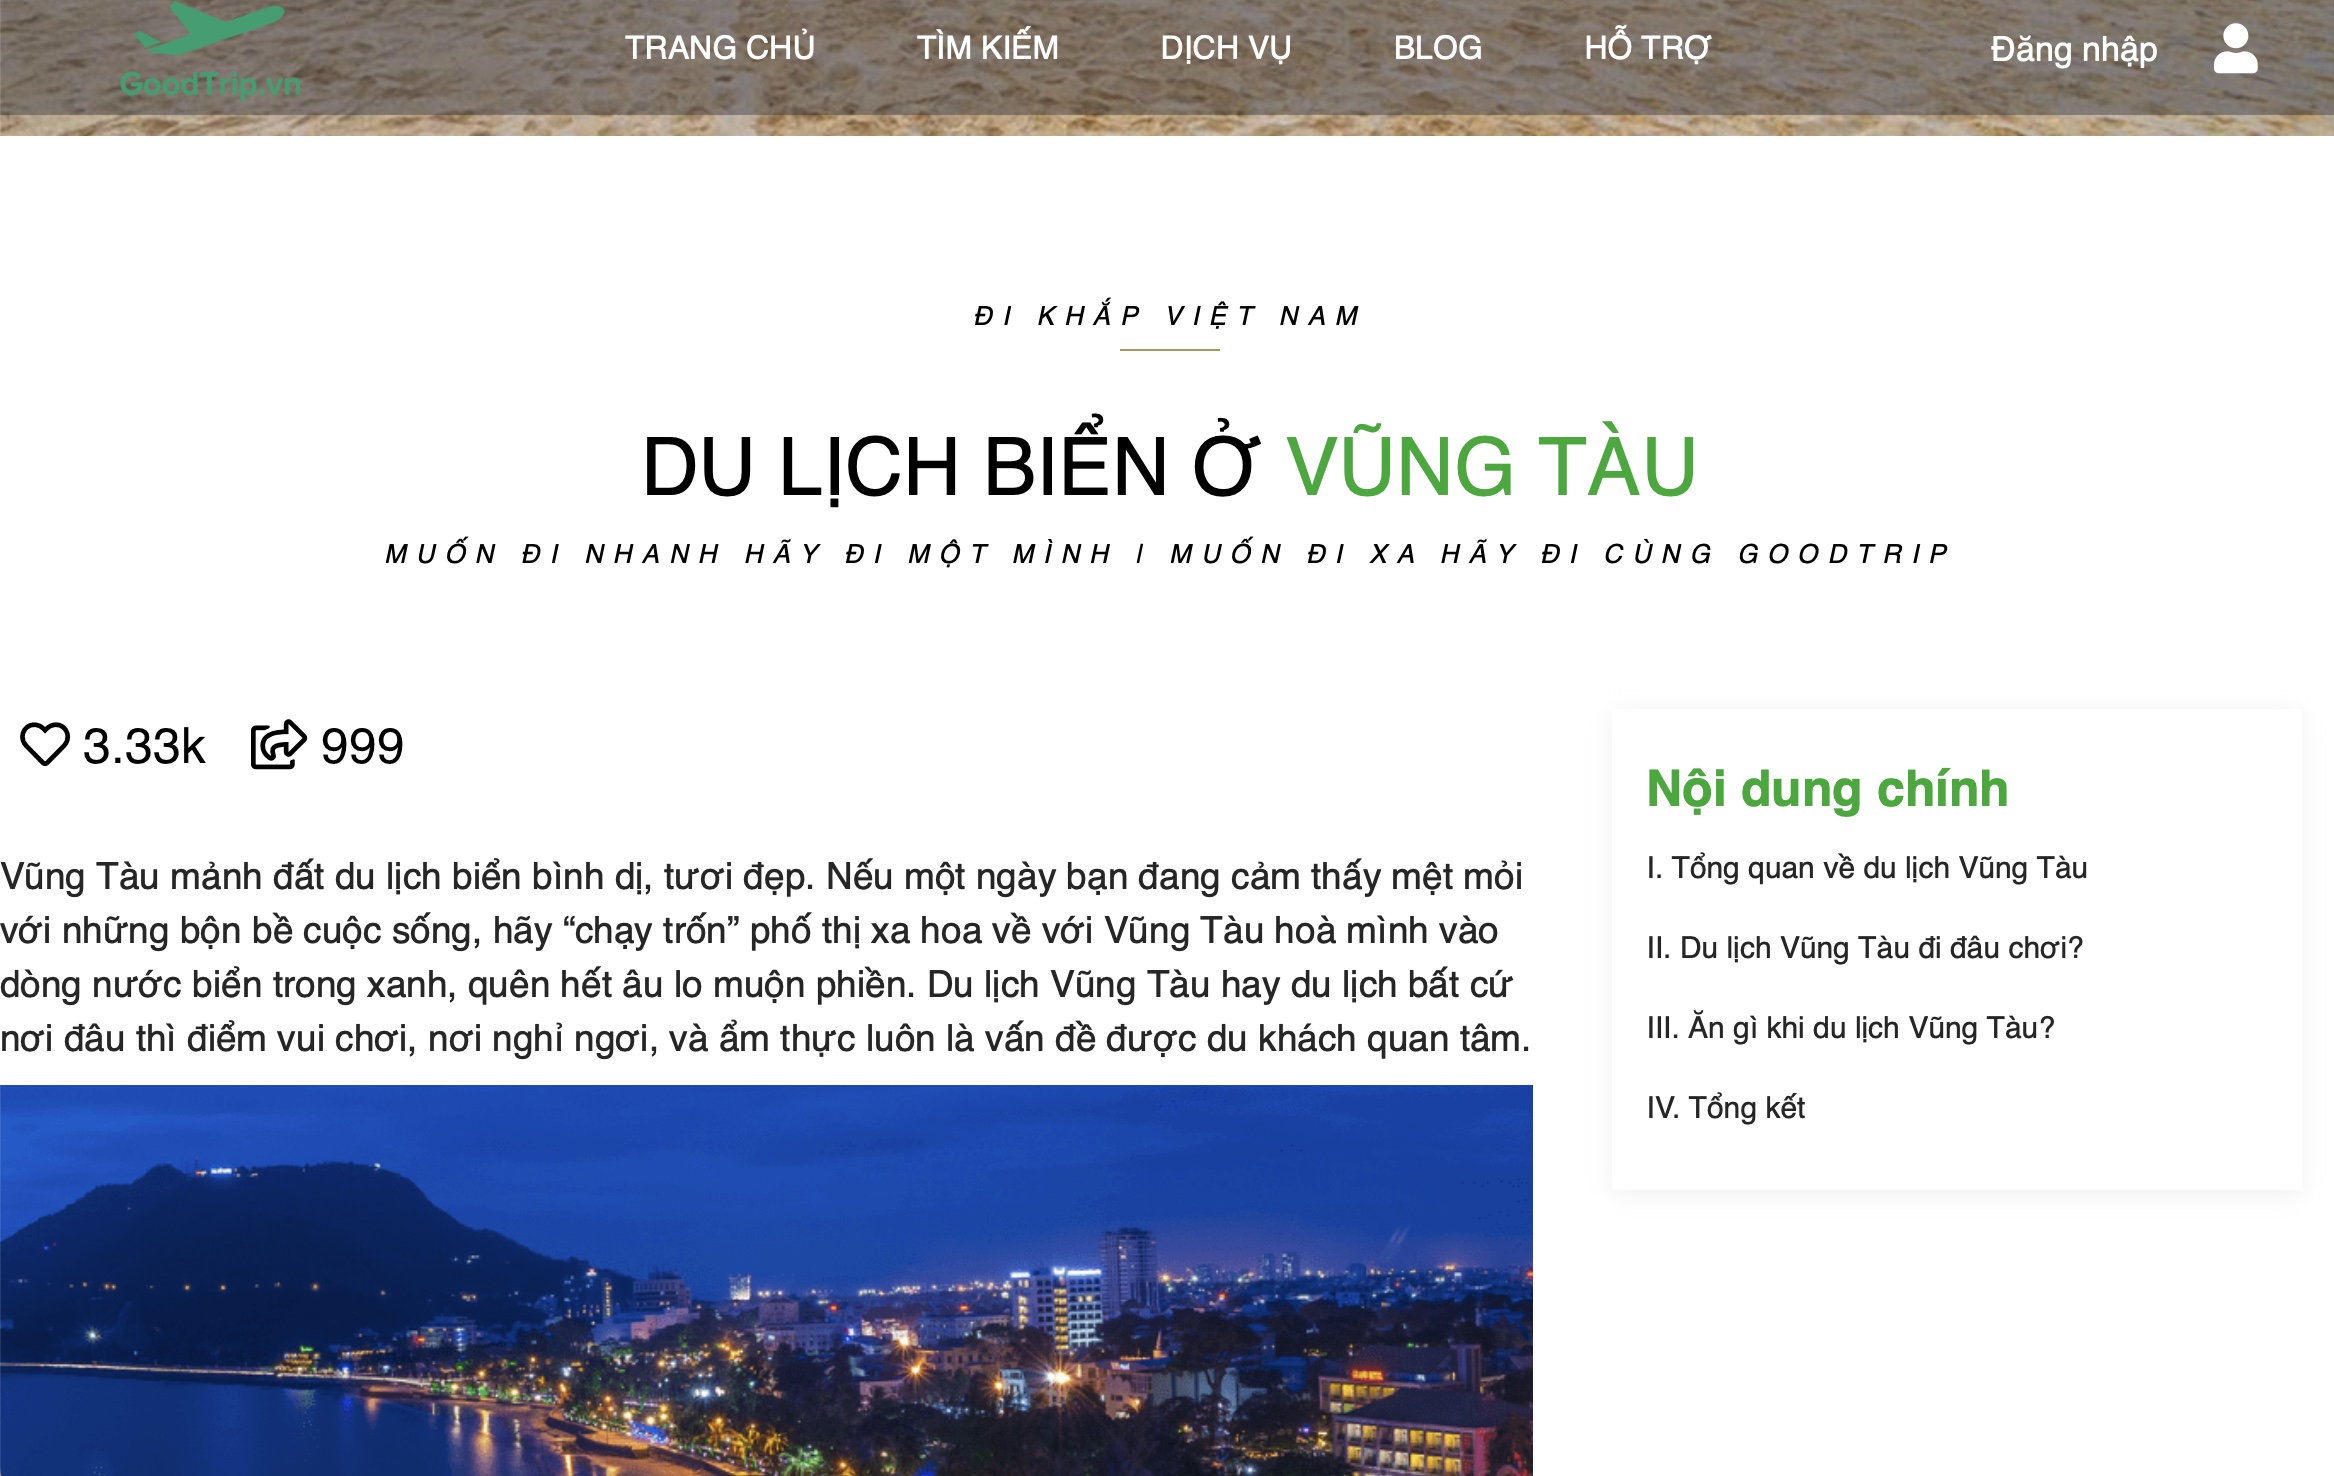 GoodTrip.vn
TRANG CHỦ
TÌM KIẾM
DỊCH VỤ
BLOG
HỖ TRỢ
Đăng nhập
ĐI KHẮP VIỆT NAM
DU LỊCH BIỂN Ở VŨNG TÀU
MUỐN ĐI NHANH HÃY ĐI MỘT MÌNH | MUỐN ĐI XA HÃY ĐI CÙNG GOODTRIP
3.33k 999
Vũng Tàu mảnh đất du lịch biển bình dị, tươi đẹp. Nếu một ngày bạn đang cảm thấy mệt mỏi
với những bộn bề cuộc sống, hãy “chạy trốn” phố thị xa hoa về với Vũng Tàu hoà mình vào
dòng nước biển trong xanh, quên hết âu lo muộn phiền. Du lịch Vũng Tàu hay du lịch bất cứ
nơi đâu thì điểm vui chơi, nơi nghỉ ngơi, và ẩm thực luôn là vấn đề được du khách quan tâm.
Nội dung chính
I. Tổng quan về du lịch Vũng Tàu
II. Du lịch Vũng Tàu đi đâu chơi?
III. Ăn gì khi du lịch Vũng Tàu?
IV. Tổng kết